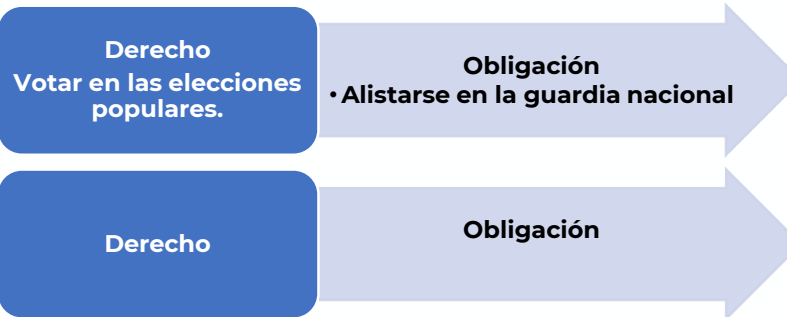 Derecho
Votar en las elecciones
populares.
Obligación
• Alistarse en la guardia nacional
Derecho
Obligación